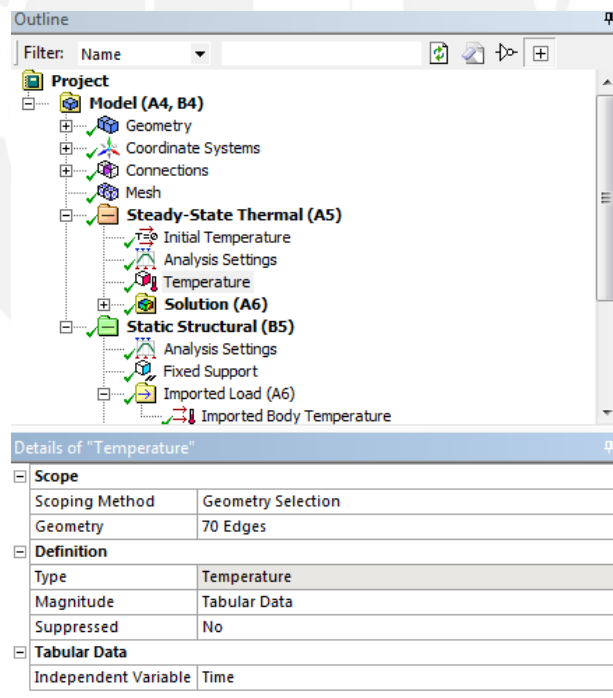 Outline
Filter: Name
Project
Model (A4, B4)
Geometry
Coordinate Systems
Connections
Mesh
Steady-State Thermal (A5)
T=0 Initial Temperature
Analysis Settings
Temperature
Solution (A6)
Static Structural (B5)
Analysis Settings
Fixed Support
Imported Load (A6)
Imported Body Temperature
Details of "Temperature"
Scope
Scoping Method Geometry Selection
Geometry 70 Edges
Definition
Type Temperature
Magnitude Tabular Data
Suppressed No
Tabular Data
Independent Variable Time